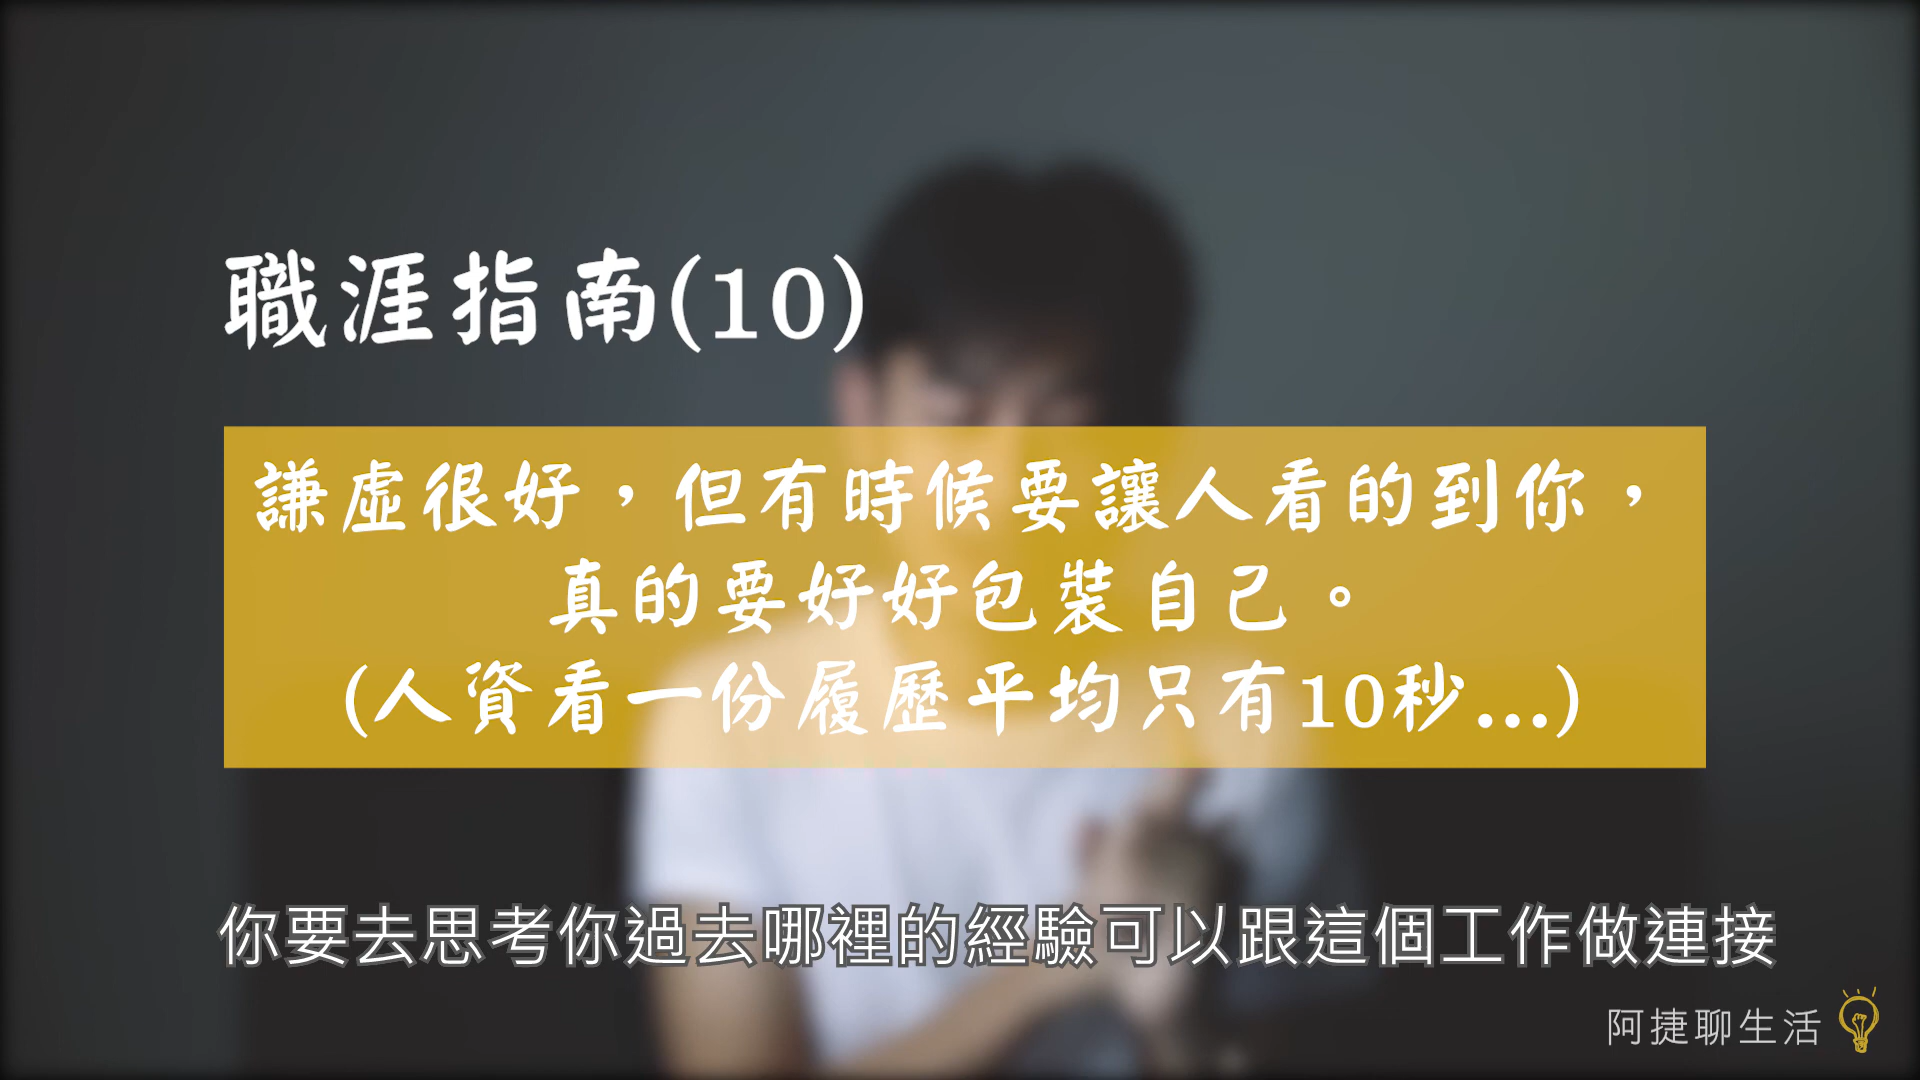 職涯指南(10)
謙虛很好，但有時候要讓人看的到你，
真的要好好包裝自己。
(人資看一份履歷平均只有10秒...)
你要去思考你過去哪裡的經驗可以跟這個工作做連接
阿捷聊生活